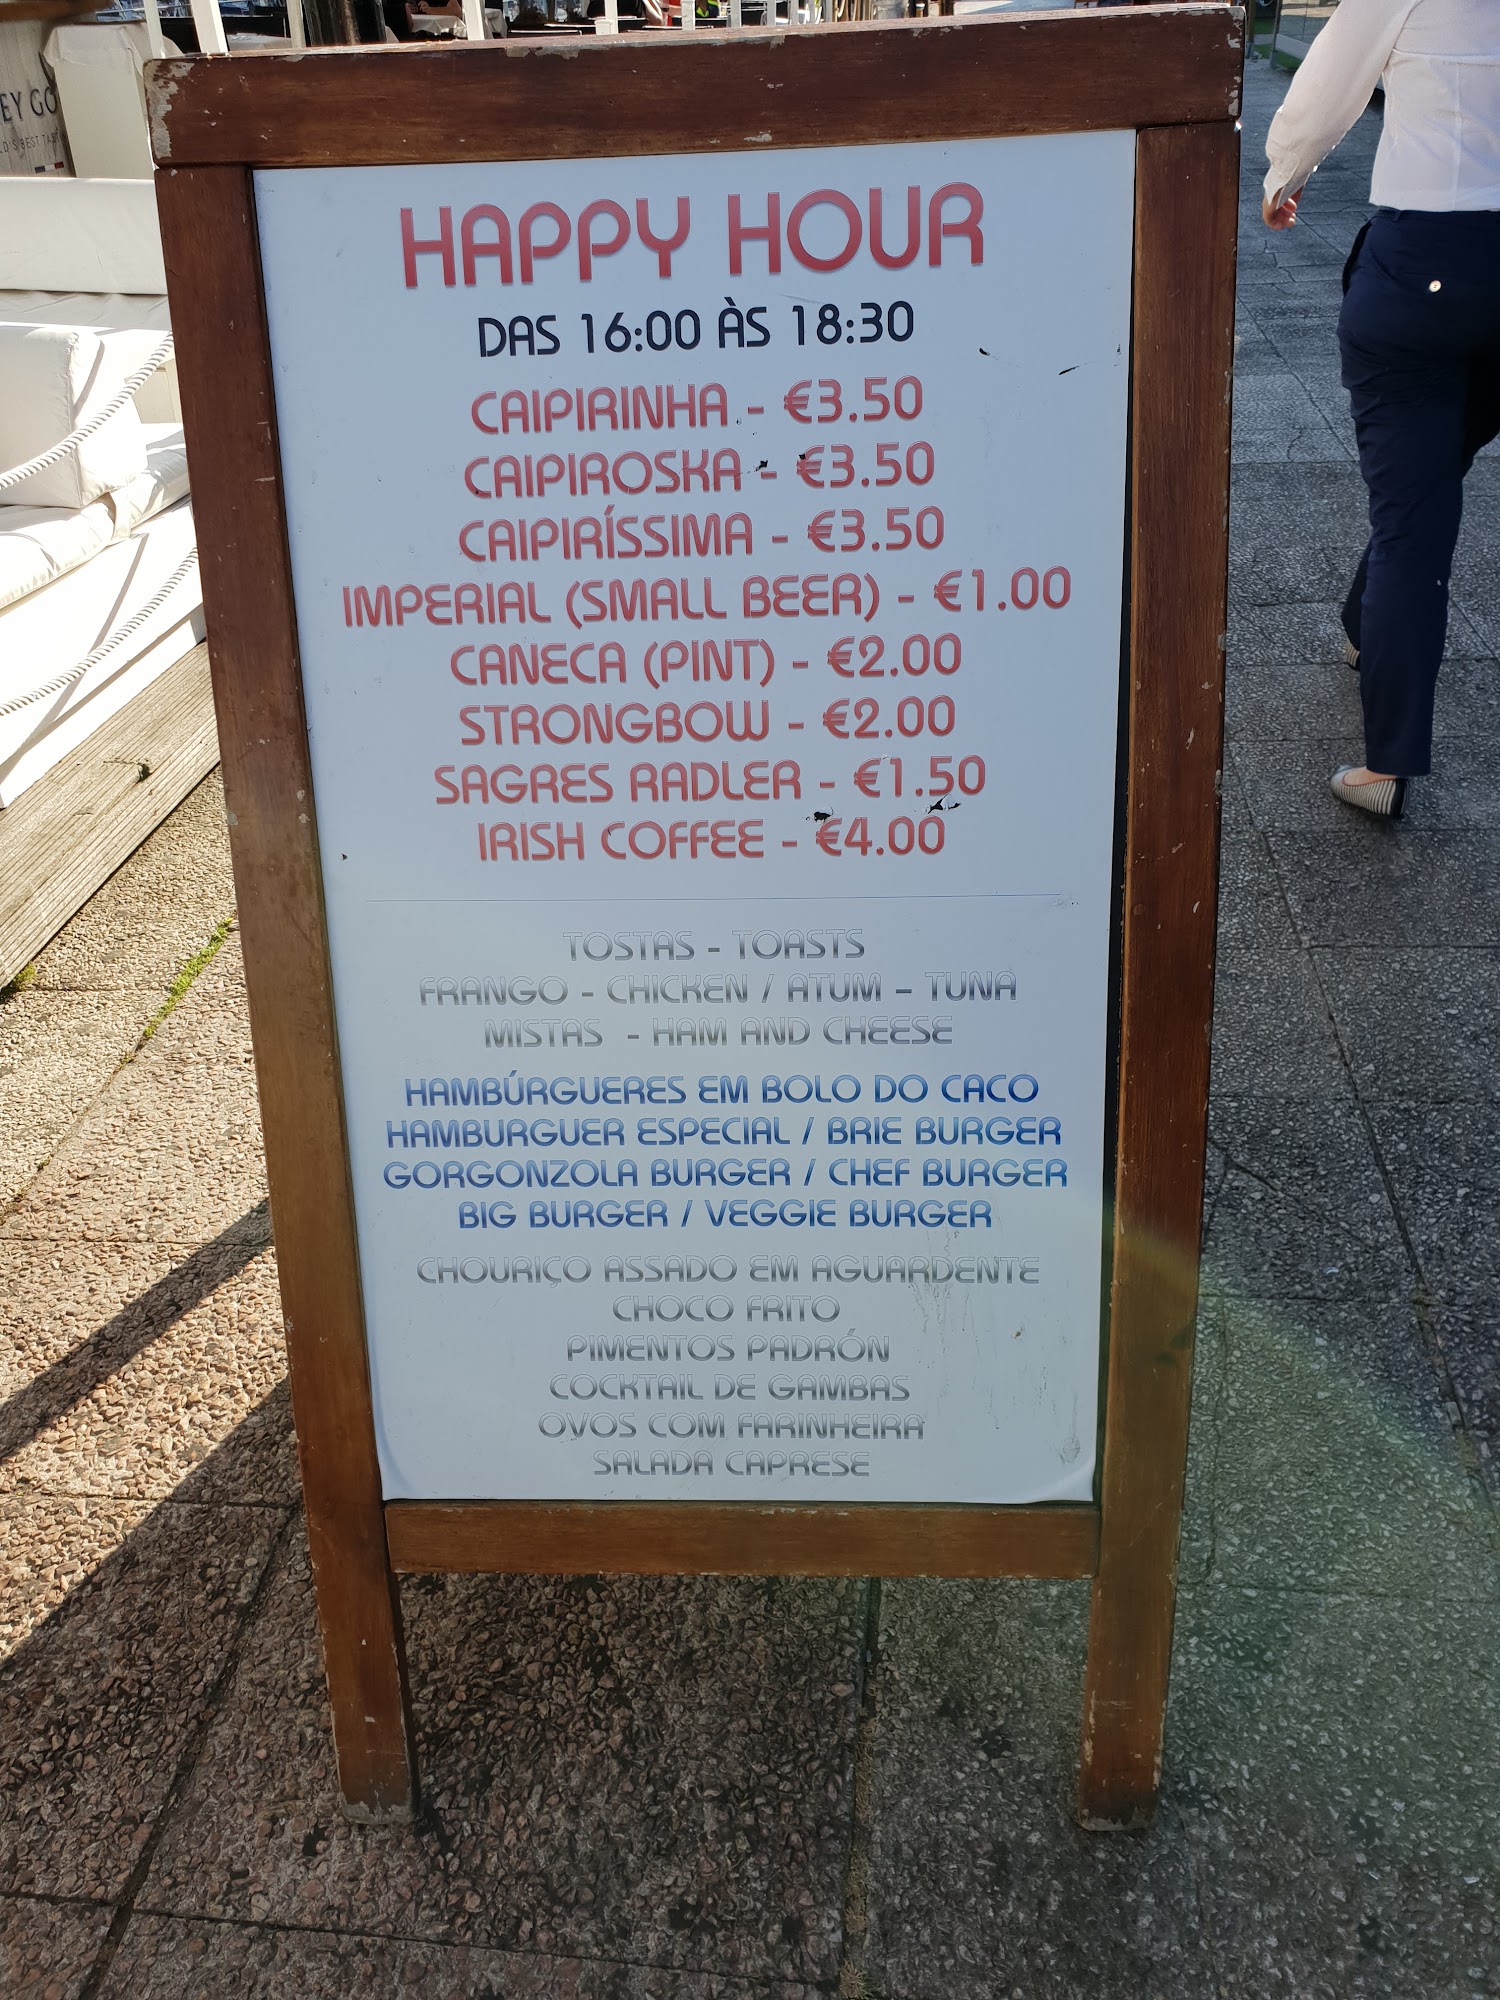 EY GO
D'S BEST TA
HAPPY HOUR
DAS 16:00 ÀS 18:30
CAIPIRINHA - €3.50
CAIPIROSKA - €3.50
CAIPIRÍSSIMA - €3.50
IMPERIAL (SMALL BEER) - €1.00
CANECA (PINT) - €2.00
STRONGBOW - €2.00
SAGRES RADLER - €1.50
IRISH COFFEE - €4.00
TOSTAS - TOASTS
FRANGO - CHICKEN / ATUM – TUNA
MISTAS - HAM AND CHEESE
HAMBÚRGUERES EM BOLO DO CACO
HAMBURGUER ESPECIAL / BRIE BURGER
GORGONZOLA BURGER / CHEF BURGER
BIG BURGER / VEGGIE BURGER
CHOURIÇO ASSADO EM AGUARDENTE
CHOCO FRITO
PIMENTOS PADRÓN
COCKTAIL DE GAMBAS
OVOS COM FARINHEIRA
SALADA CAPRESE